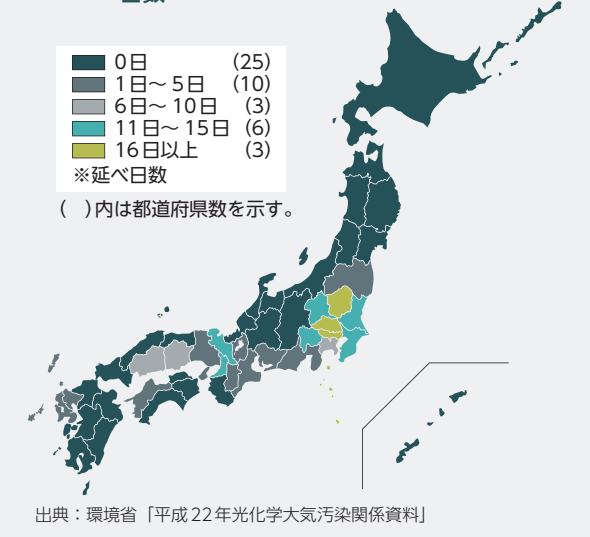 0日 (25)
1日～5日 (10)
6日～10日 (3)
11日～15日 (6)
16日以上 (3)
※延べ日数
( )内は都道府県数を示す。
出典：環境省「平成22年光化学大気汚染関係資料」